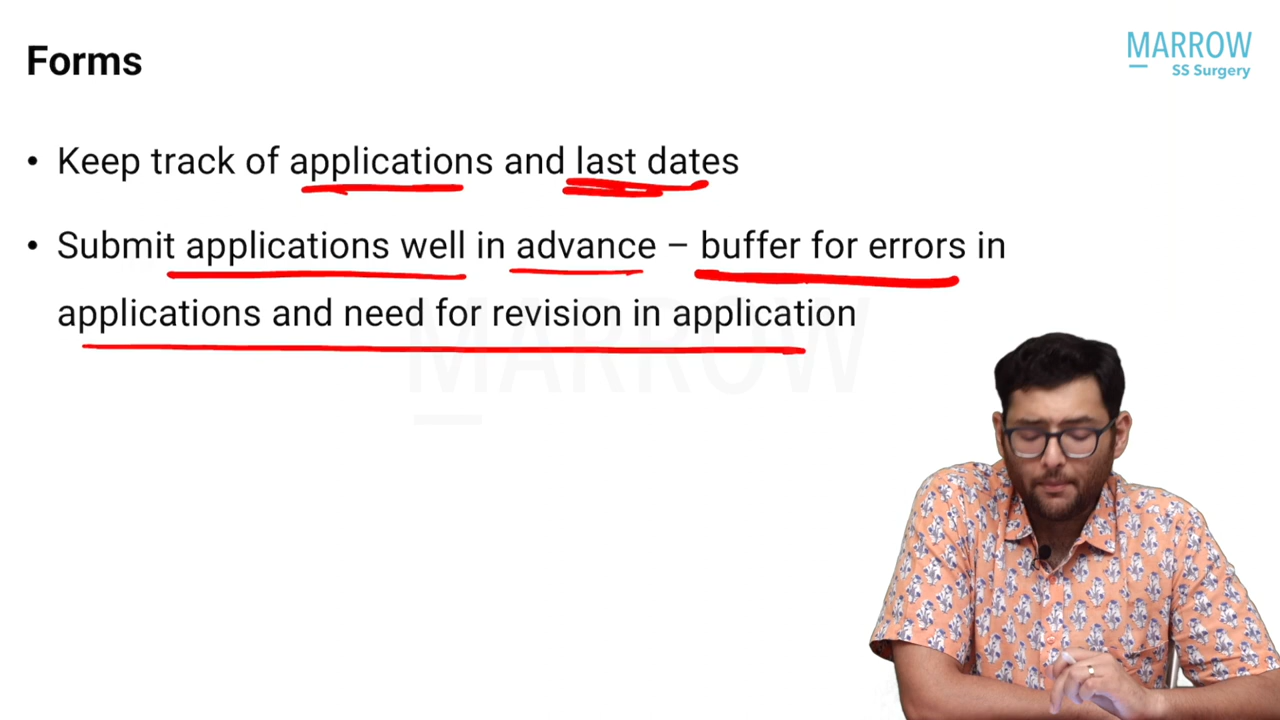 Forms
MARROW
SS Surgery
• Keep track of applications and last dates
• Submit applications well in advance – buffer for errors in
applications and need for revision in application
MARROW